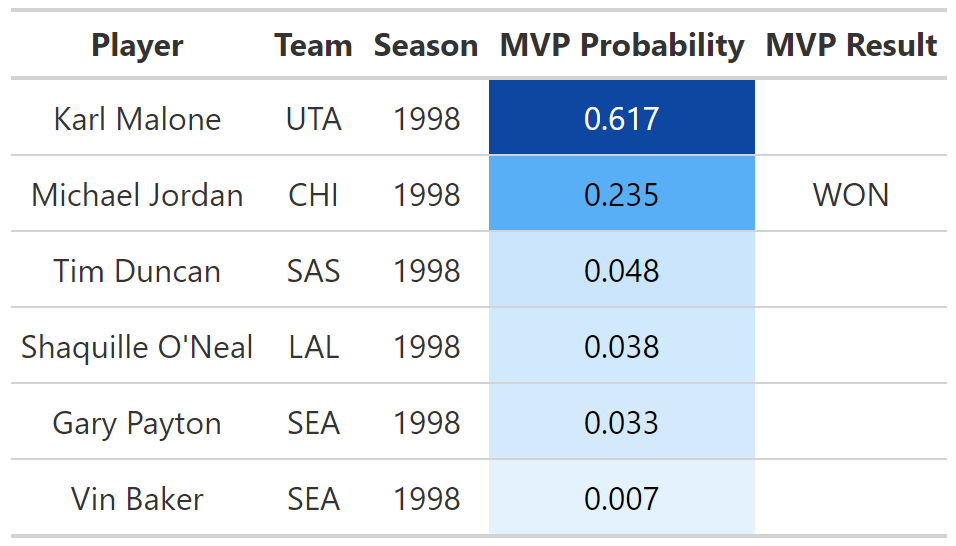 Player Team Season MVP Probability MVP Result
Karl Malone UTA 1998 0.617
Michael Jordan CHI 1998 0.235 WON
Tim Duncan SAS 1998 0.048
Shaquille O'Neal LAL 1998 0.038
Gary Payton SEA 1998 0.033
Vin Baker SEA 1998 0.007